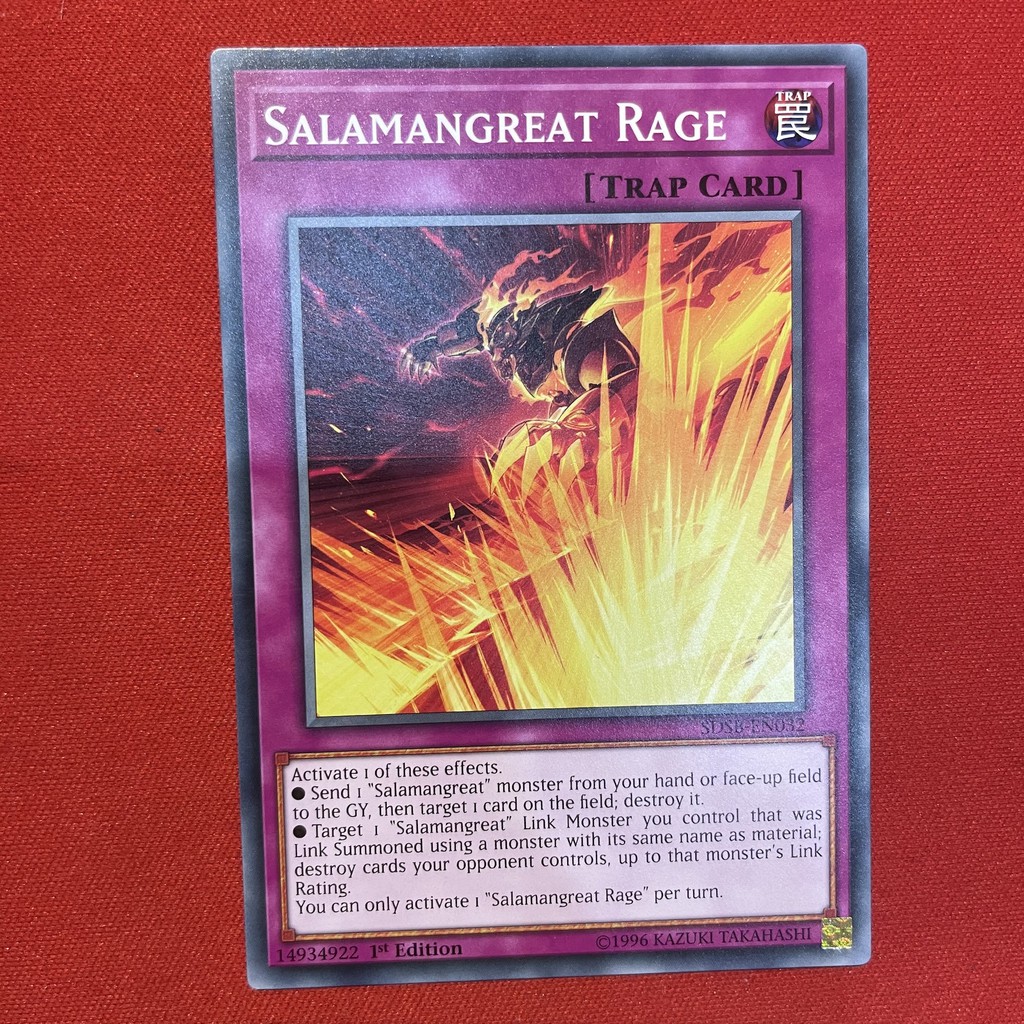 SALAMANGREAT RAGE
TRAP
罠
[TRAP CARD]
SDSB-EN032
Activate 1 of these effects.
● Send 1 "Salamangreat" monster from your hand or face-up field
to the GY, then target 1 card on the field; destroy it.
● Target 1 "Salamangreat" Link Monster you control that was
Link Summoned using a monster with its same name as material;
destroy cards your opponent controls, up to that monster's Link
Rating.
You can only activate 1 "Salamangreat Rage" per turn.
14934922 1st Edition
©1996 KAZUKI TAKAHASHI